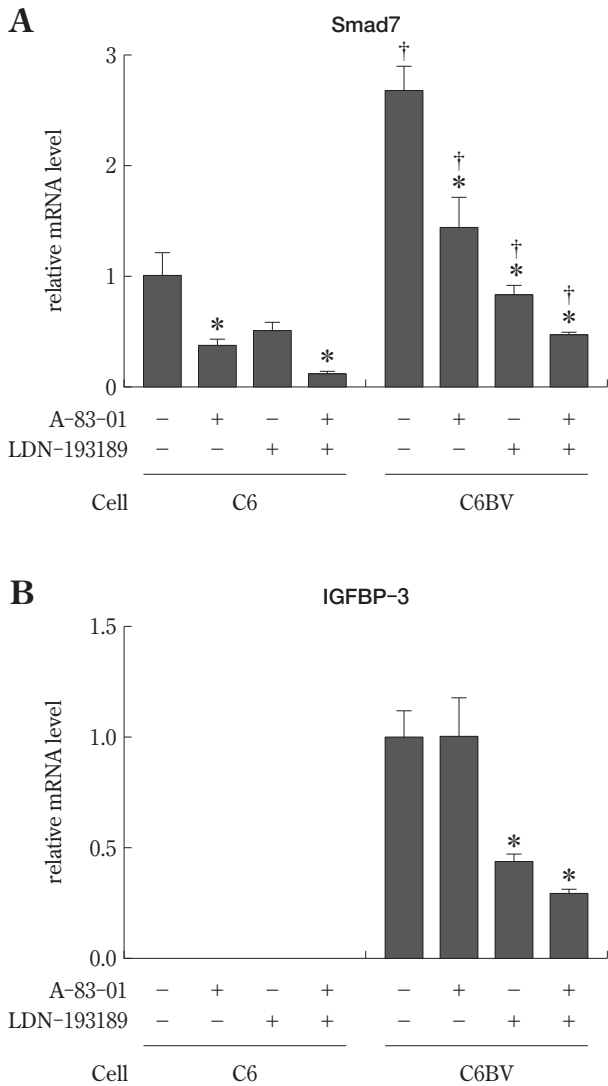 A
Smad7
relative mRNA level
3
2
1
0
†
†
*
†
*
†
*
*
*
A-83-01 − + − + − + − +
LDN-193189 − − + + − − + +
Cell C6 C6BV
B
IGFBP-3
relative mRNA level
1.5
1.0
0.5
0.0
*
*
A-83-01 − + − + − + − +
LDN-193189 − − + + − − + +
Cell C6 C6BV